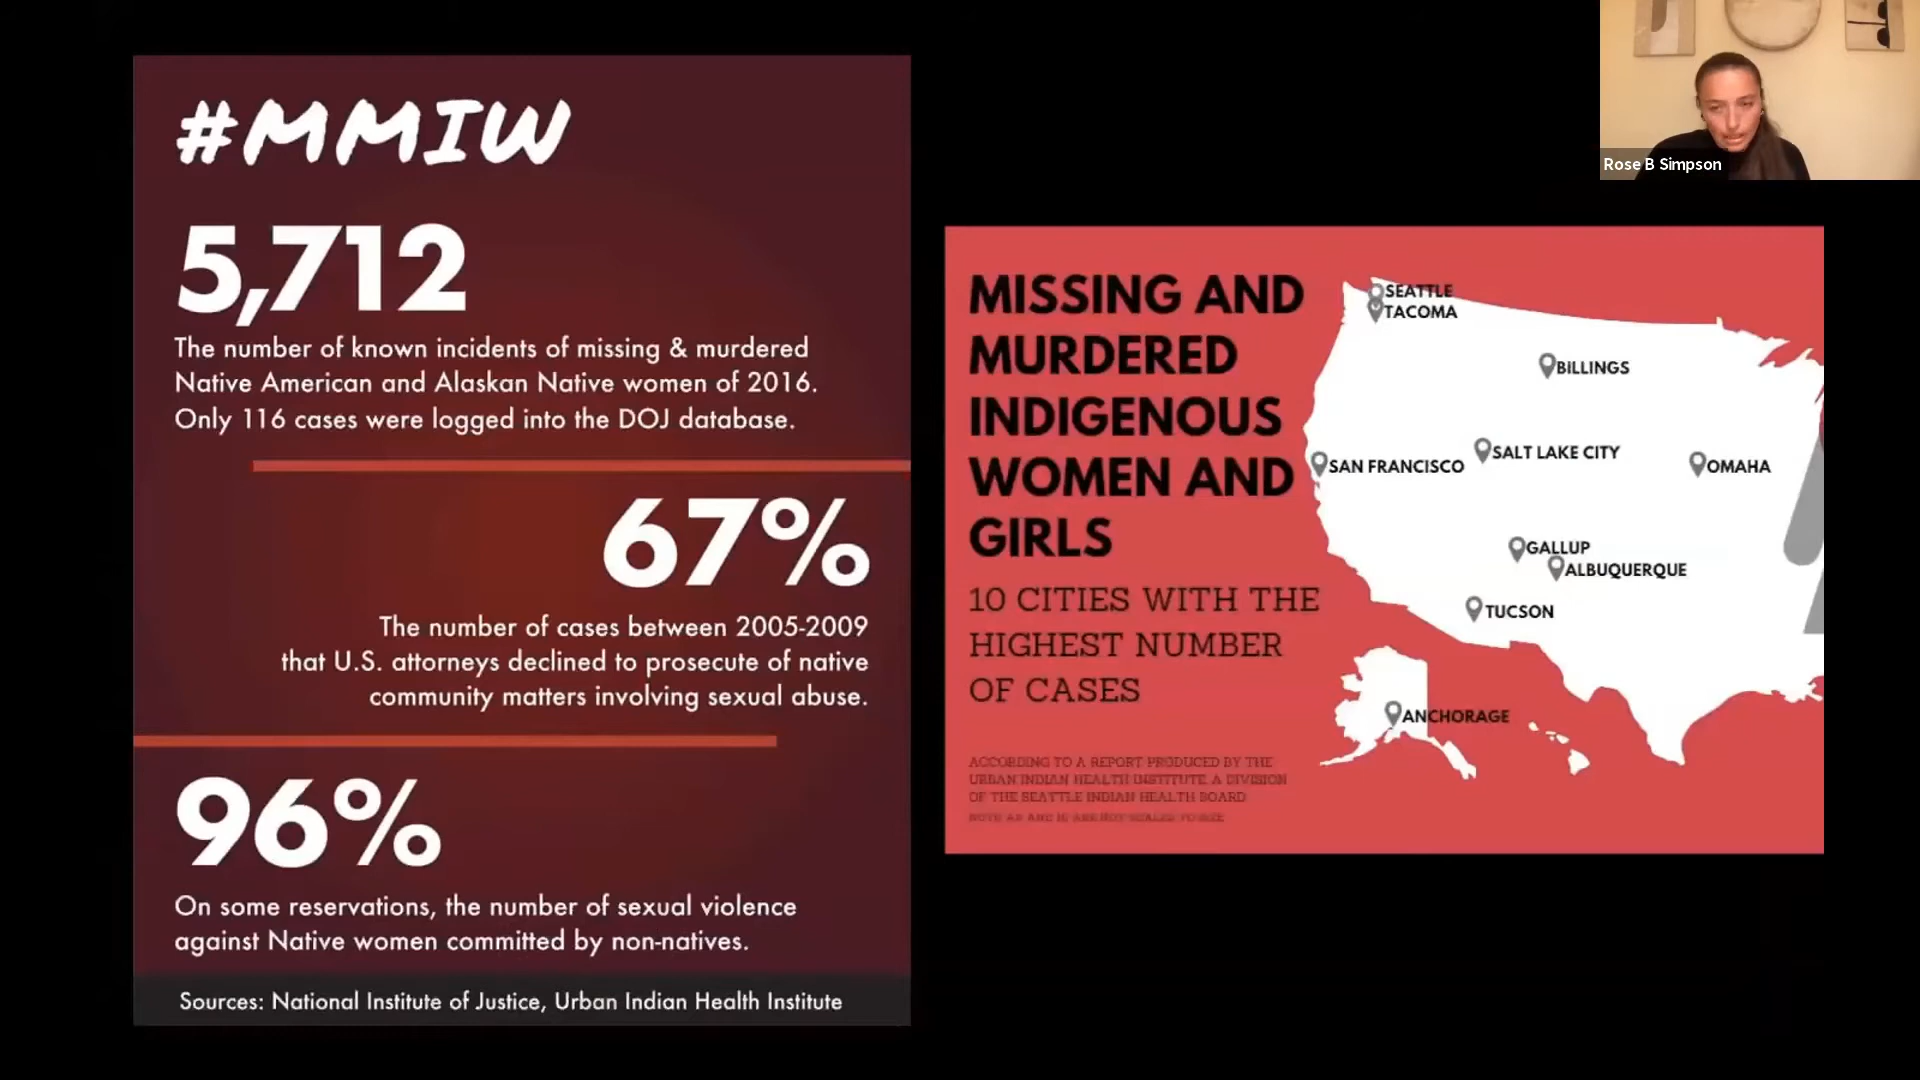 #MMIW
5,712
The number of known incidents of missing & murdered
Native American and Alaskan Native women of 2016.
Only 116 cases were logged into the DOJ database.
67%
The number of cases between 2005-2009
that U.S. attorneys declined to prosecute of native
community matters involving sexual abuse.
96%
On some reservations, the number of sexual violence
against Native women committed by non-natives.
Sources: National Institute of Justice, Urban Indian Health Institute
MISSING AND
MURDERED
INDIGENOUS
WOMEN AND
GIRLS
10 CITIES WITH THE
HIGHEST NUMBER
OF CASES
ACCORDING TO A REPORT PRODUCED BY THE
URBAN INDIAN HEALTH INSTITUTE, A DIVISION
OF THE SEATTLE INDIAN HEALTH BOARD
SEATTLE
TACOMA
BILLINGS
SAN FRANCISCO
SALT LAKE CITY
OMAHA
GALLUP
ALBUQUERQUE
TUCSON
ANCHORAGE
Rose B Simpson